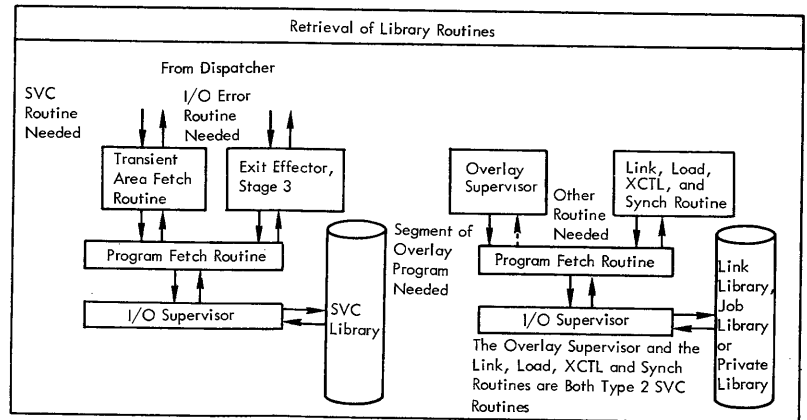 Retrieval of Library Routines
From Dispatcher
SVC
Routine
Needed
I/O Error
Routine
Needed
Transient
Area Fetch
Routine
Exit Effector,
Stage 3
Program Fetch Routine
I/O Supervisor
SVC
Library
Segment of
Overlay
Program
Needed
Overlay
Supervisor
Other
Routine
Needed
Link, Load,
XCTL, and
Synch Routine
Program Fetch Routine
I/O Supervisor
Link
Library,
Job
Library
or
Private
Library
The Overlay Supervisor and the
Link, Load, XCTL and Synch
Routines are Both Type 2 SVC
Routines